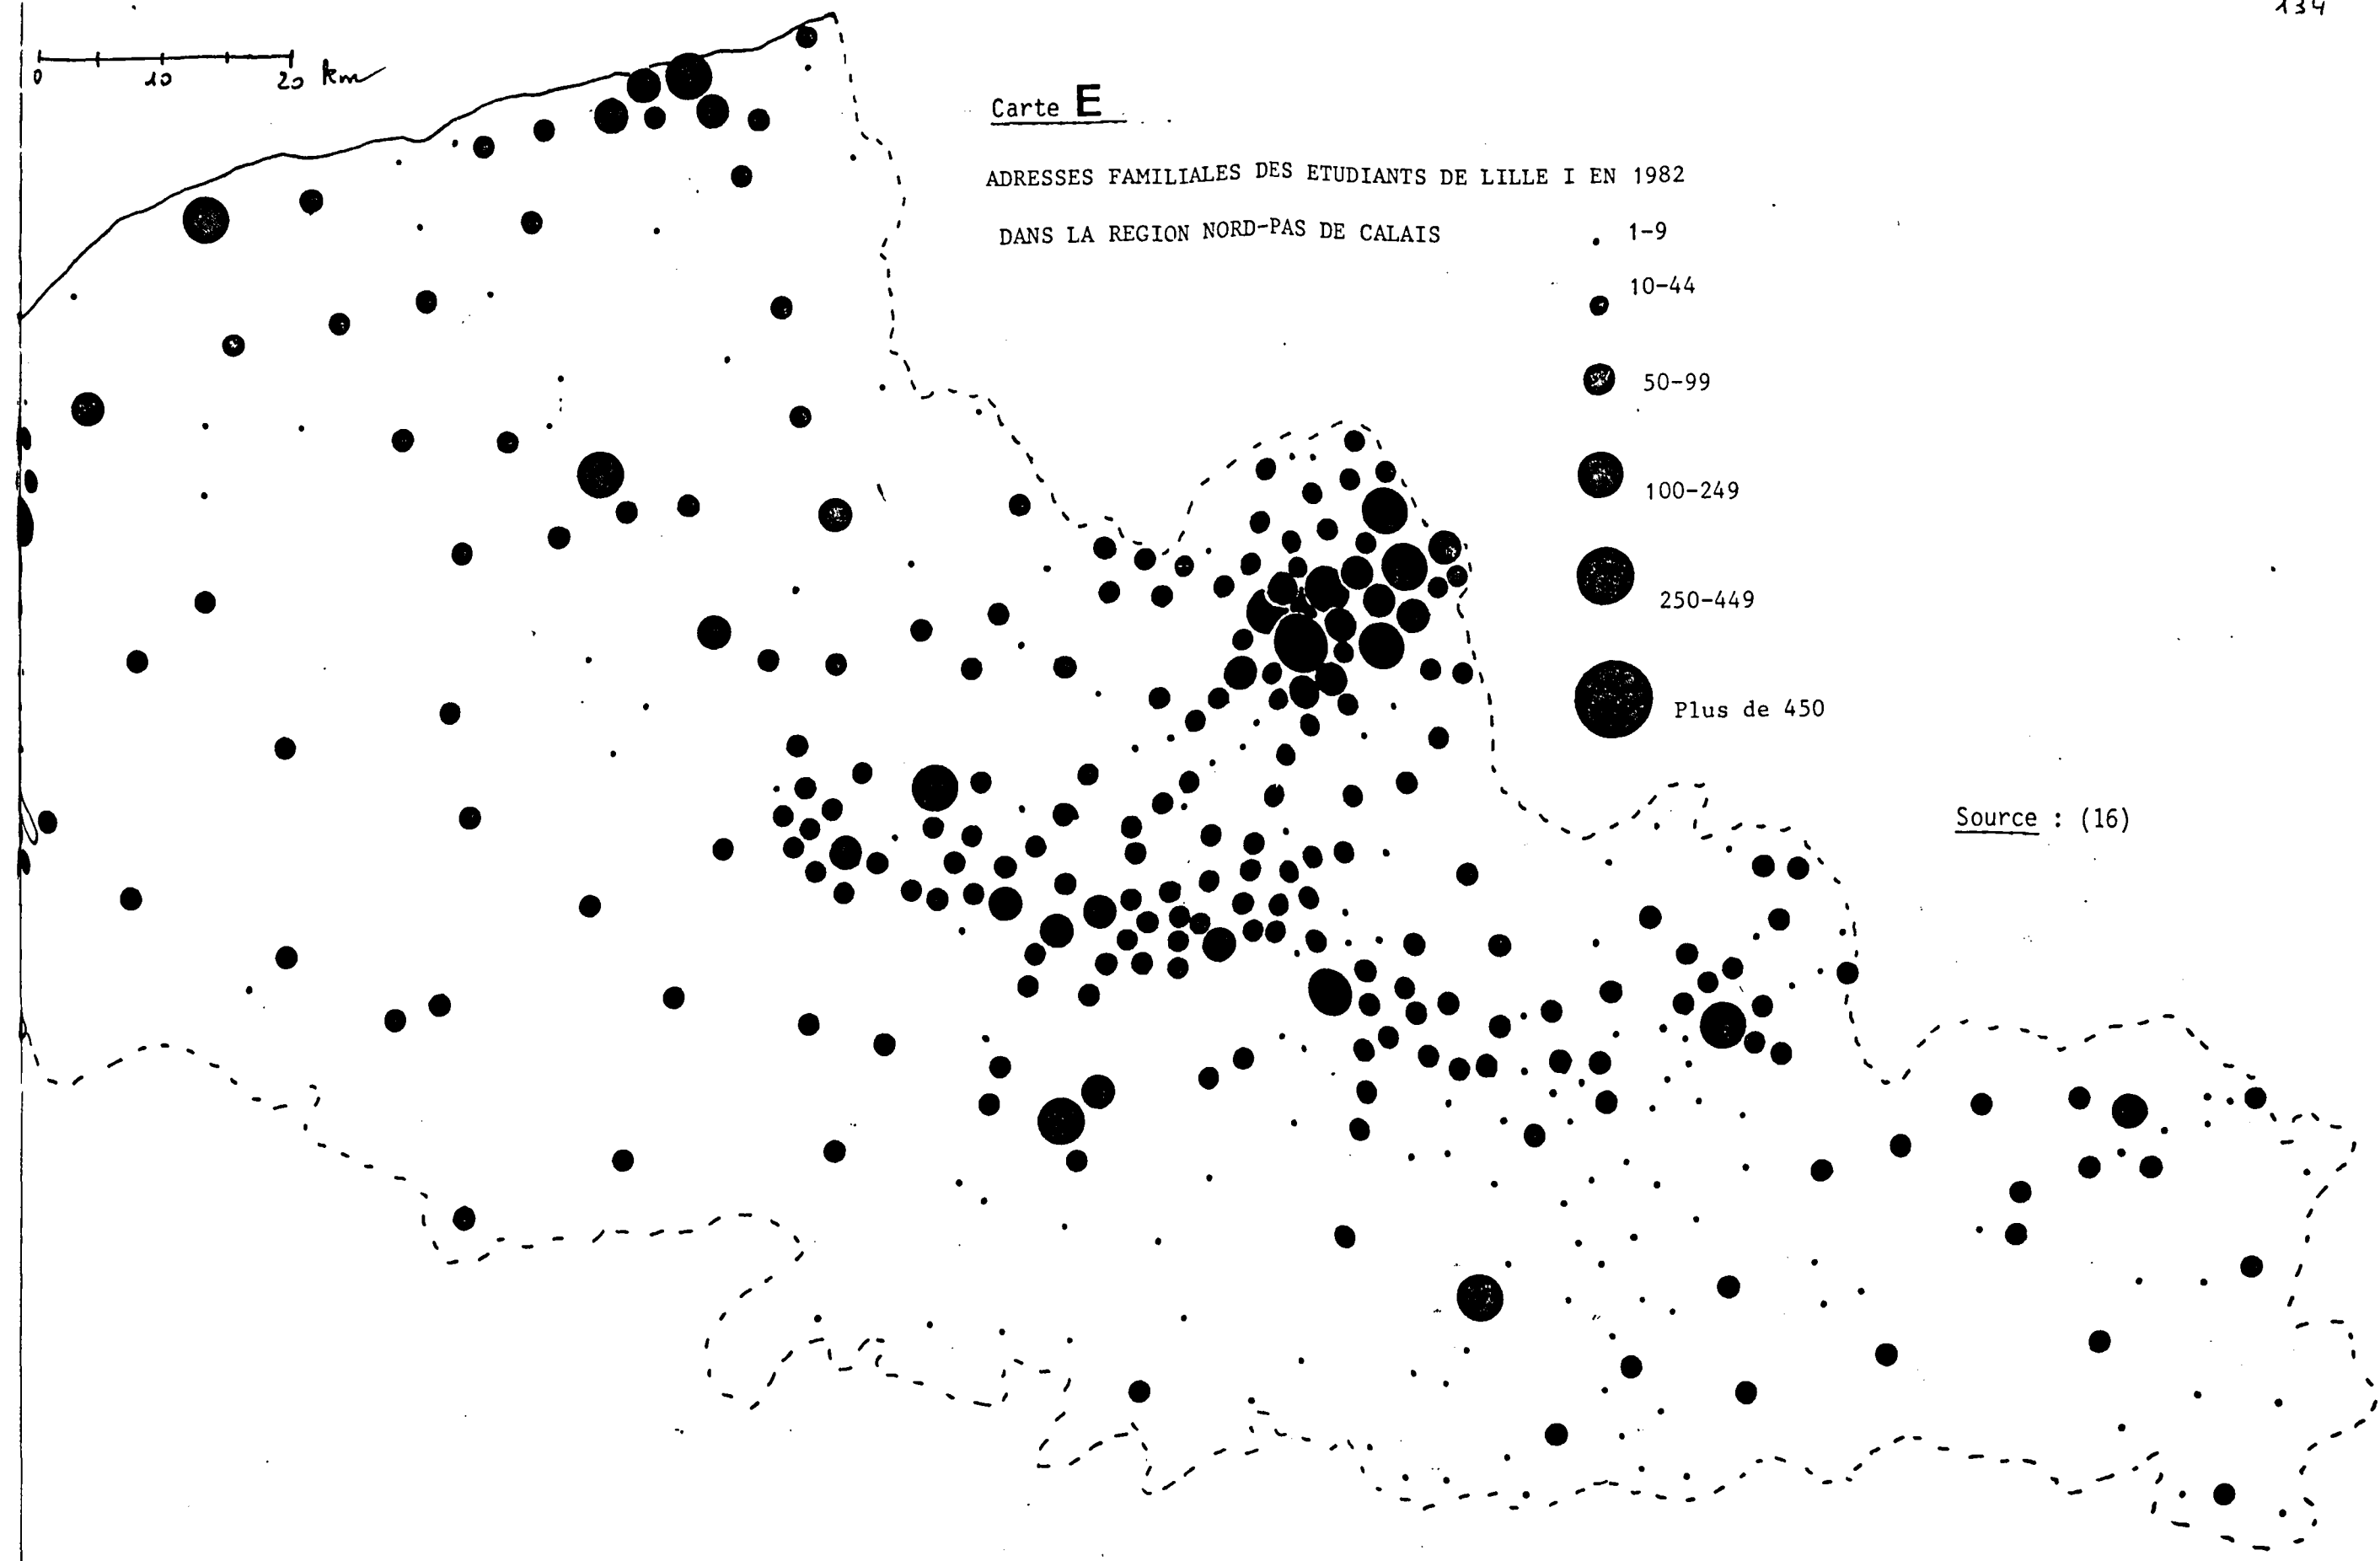 134
0 10 20 km
Carte E
ADRESSES FAMILIALES DES ETUDIANTS DE LILLE I EN 1982
DANS LA REGION NORD-PAS DE CALAIS
1-9
10-44
50-99
100-249
250-449
Plus de 450
Source : (16)